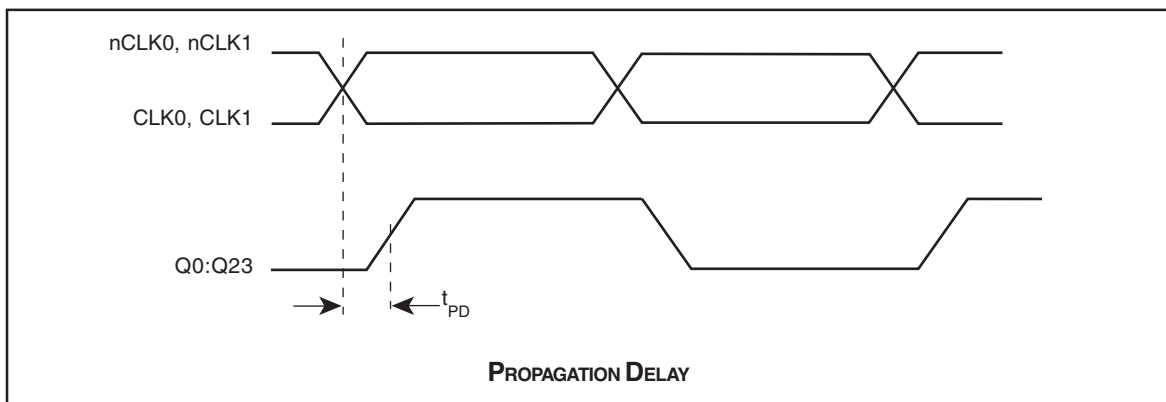 nCLK0, nCLK1
CLK0, CLK1
Q0:Q23
tPD
PROPAGATION DELAY